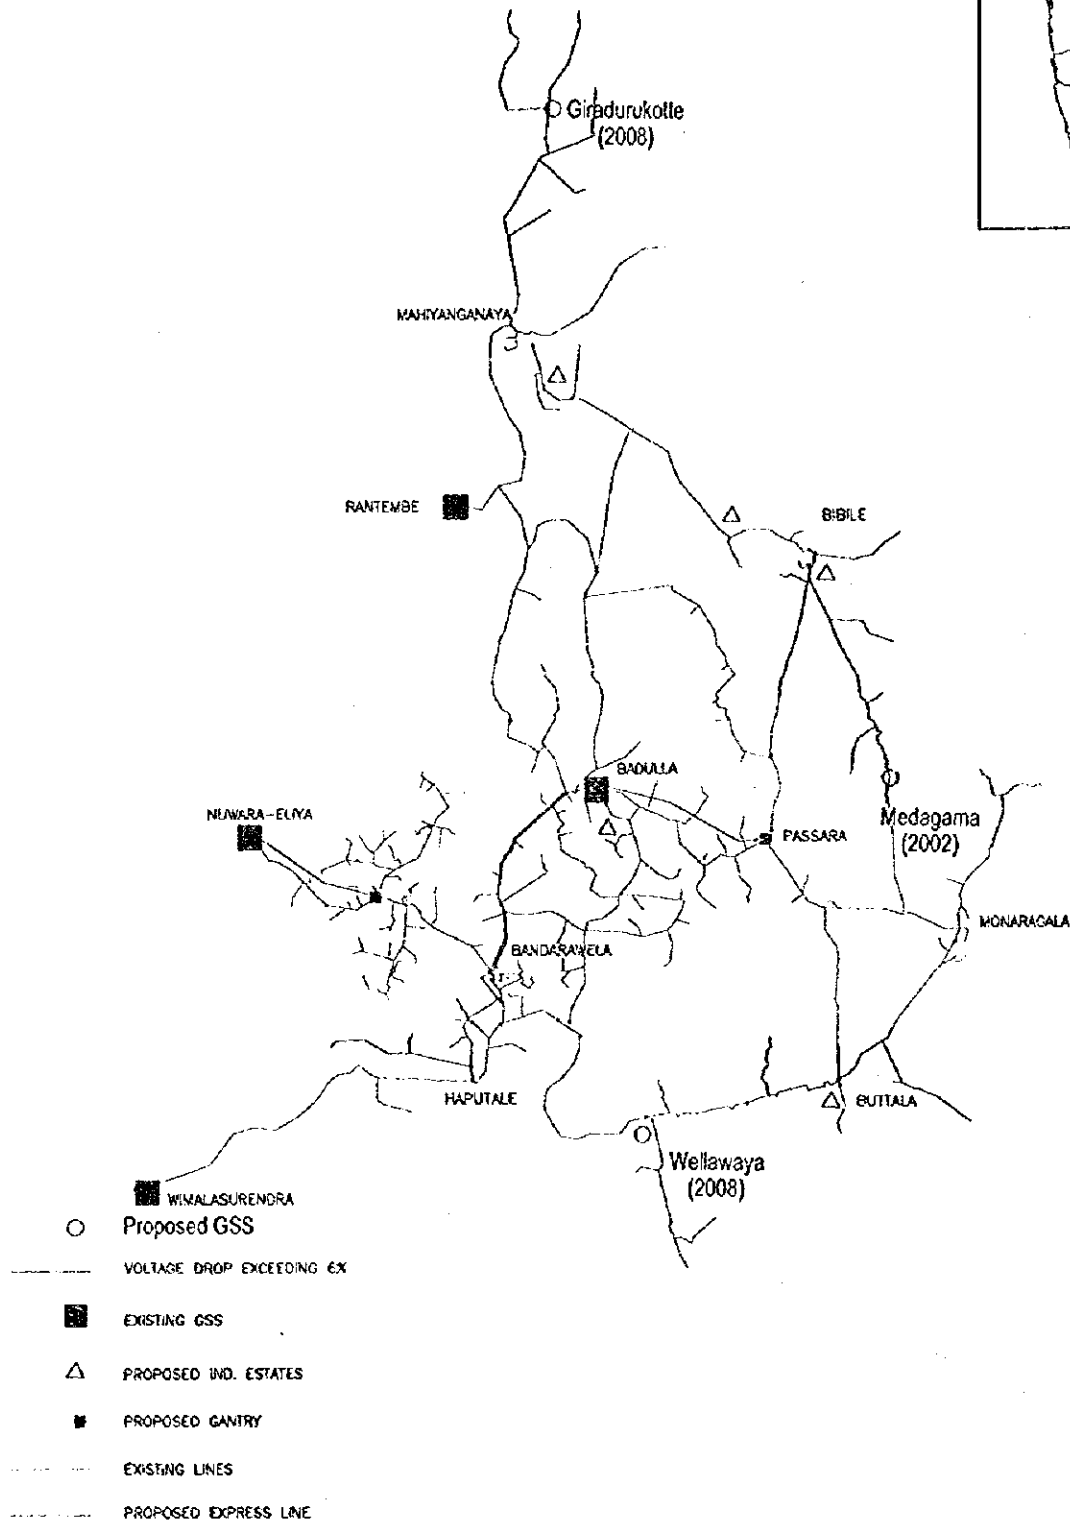 Giradurukotte
(2008)
MAHIYANGANAYA
RANTEMBE
BIBILE
BADULLA
NUWARA-ELIYA
PASSARA
Medagama
(2002)
MONARAGALA
BANDARAWELA
HAPUTALE
BUTTALA
Wellawaya
(2008)
WIMALASURENDRA
Proposed GSS
VOLTAGE DROP EXCEEDING 6%
EXISTING GSS
PROPOSED IND. ESTATES
PROPOSED GANTRY
EXISTING LINES
PROPOSED EXPRESS LINE